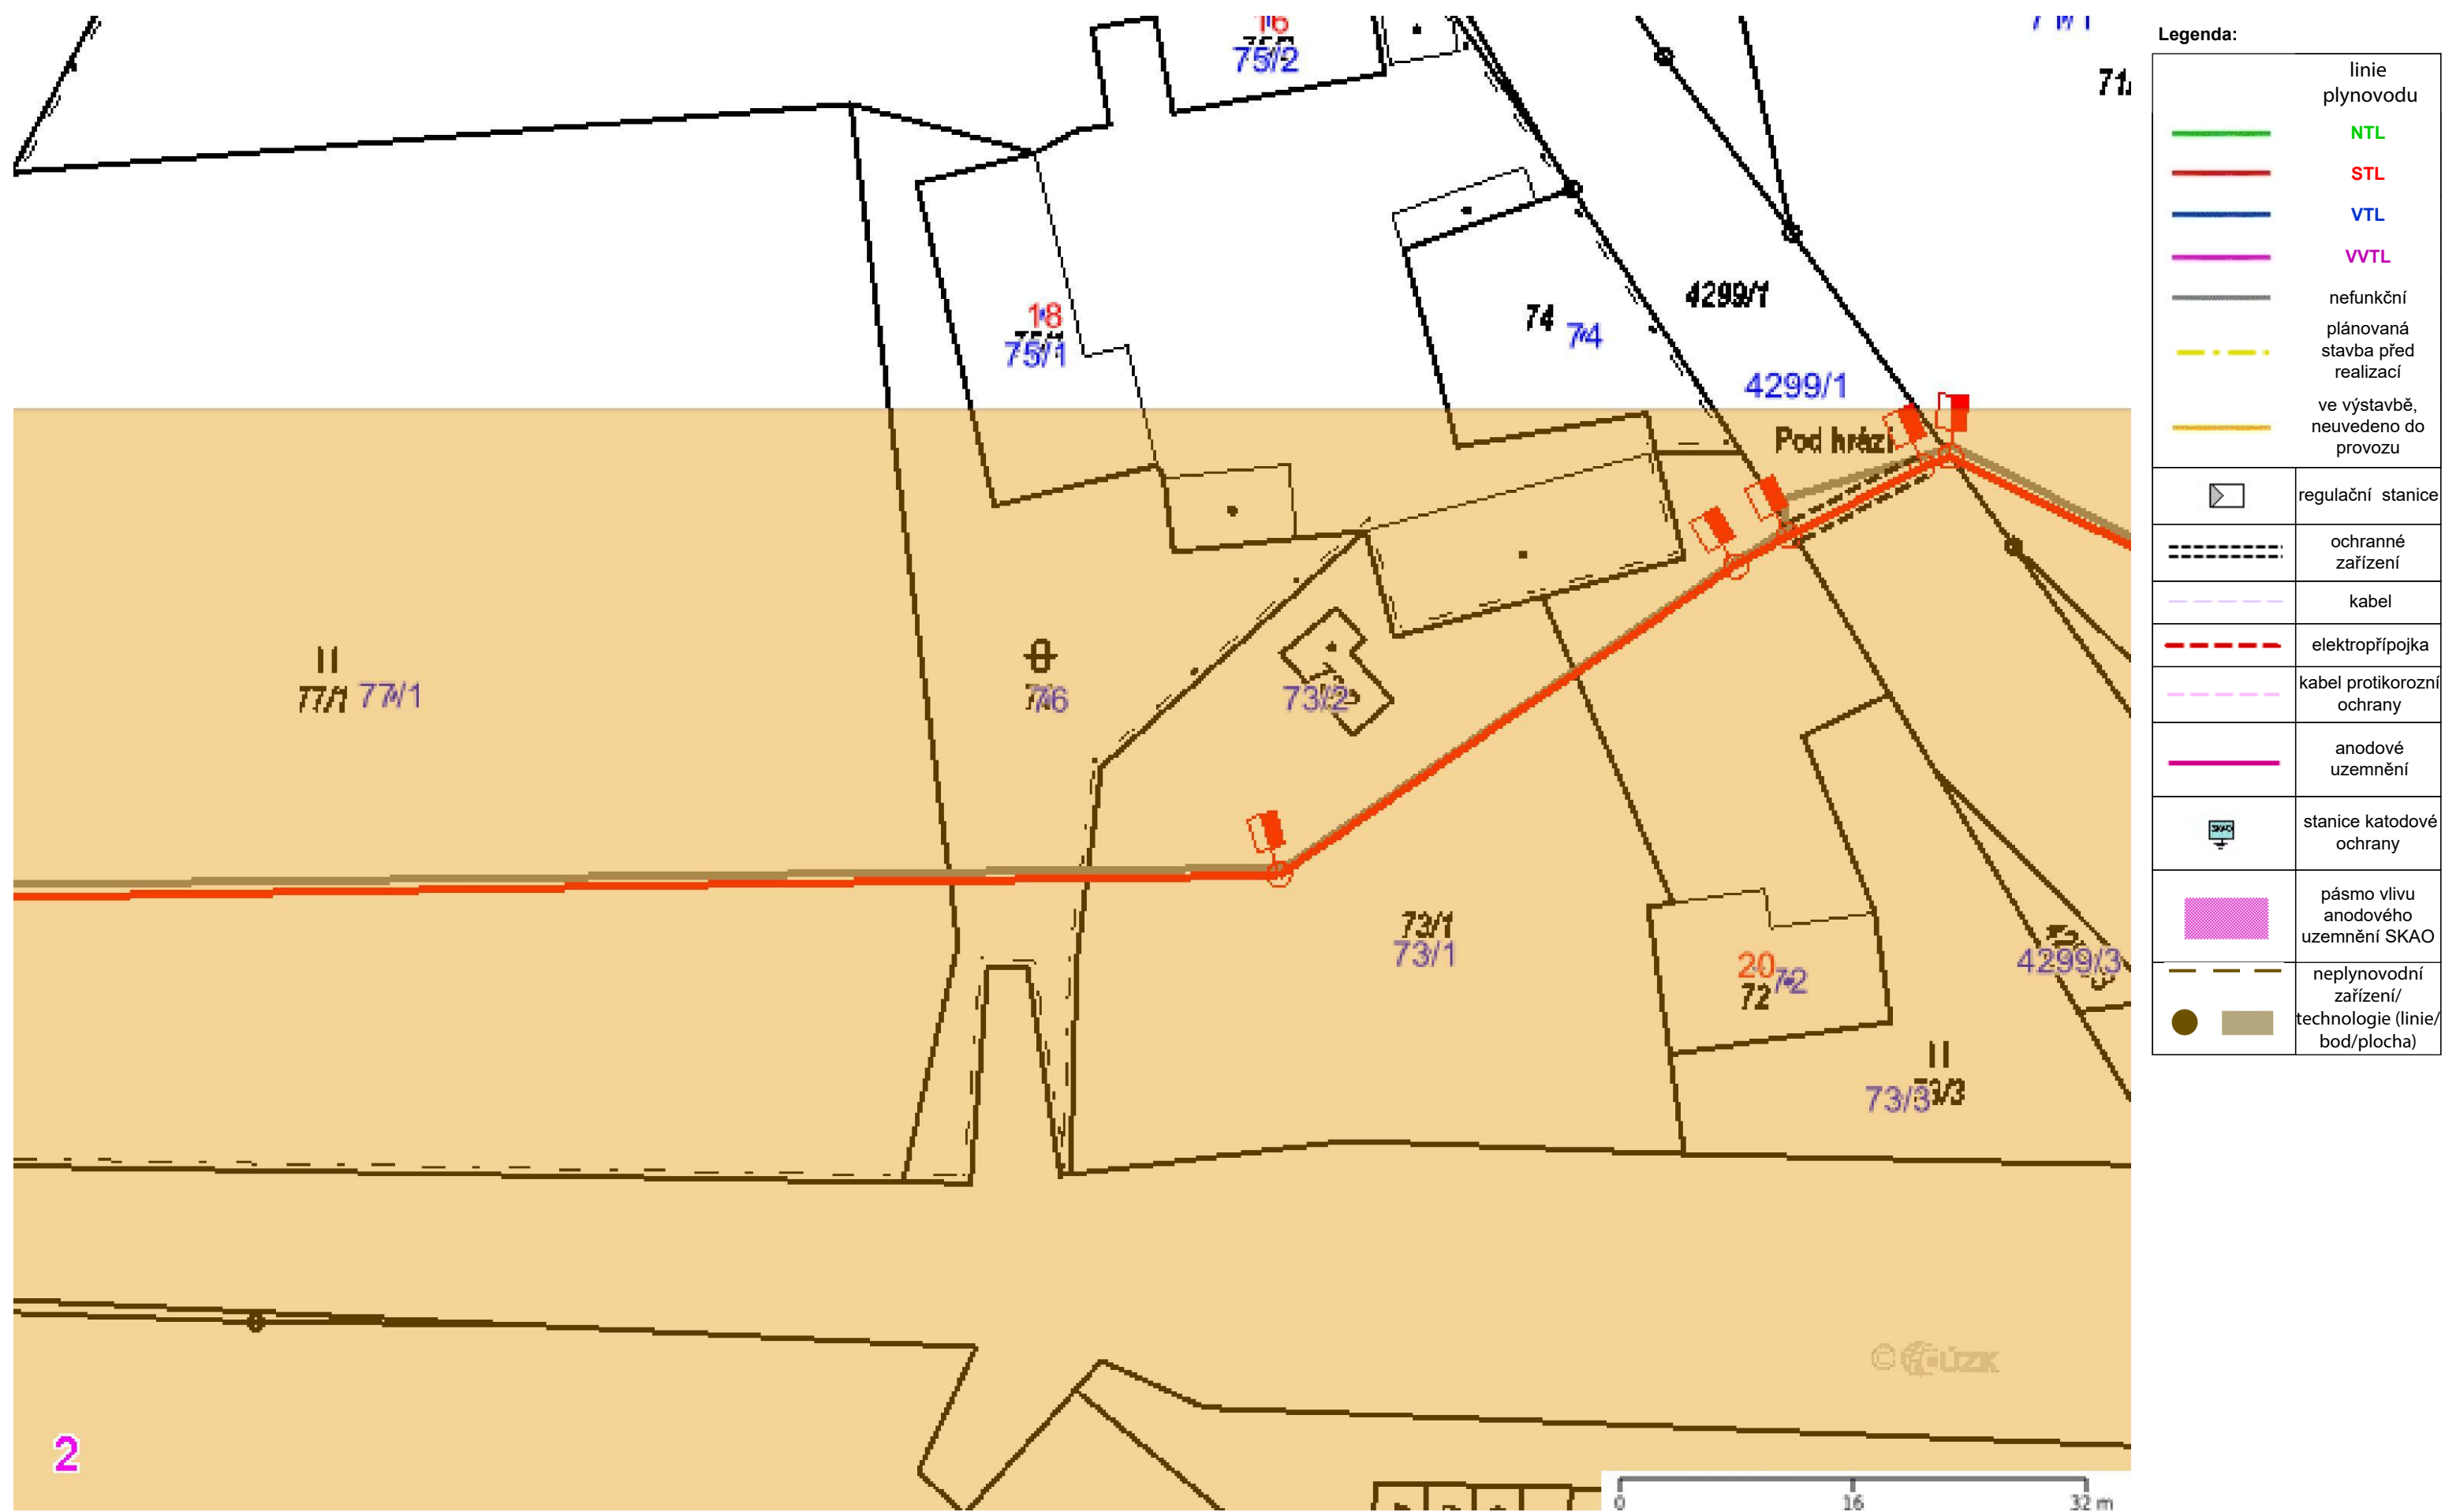 16
75/2
71
4299/1
18
75/1
74 74
4299/1
Pod hrází
77/1 77/1
76
73/2
73/1
73/1
20
72
72
4299/3
73/3
73/3
2
0 16 32 m
Legenda:
linie
plynovodu
NTL
STL
VTL
VVTL
nefunkční
plánovaná
stavba před
realizací
ve výstavbě,
neuvedeno do
provozu
regulační stanice
ochranné
zařízení
kabel
elektropřípojka
kabel protikorozní
ochrany
anodové
uzemnění
SKAO
stanice katodové
ochrany
pásmo vlivu
anodového
uzemnění SKAO
neplynovodní
zařízení/
technologie (linie/
bod/plocha)